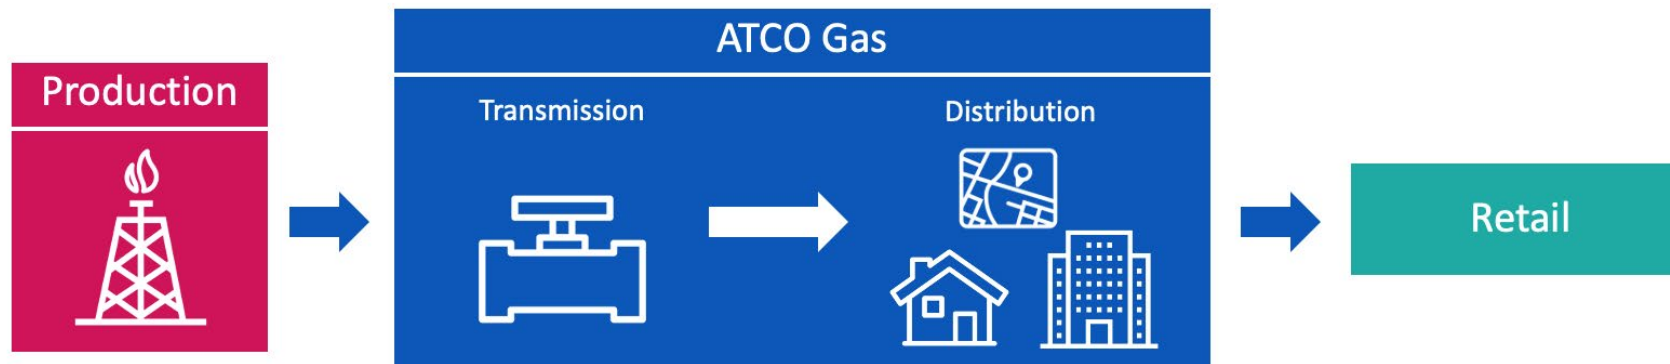 Production
ATCO Gas
Transmission
Distribution
Retail